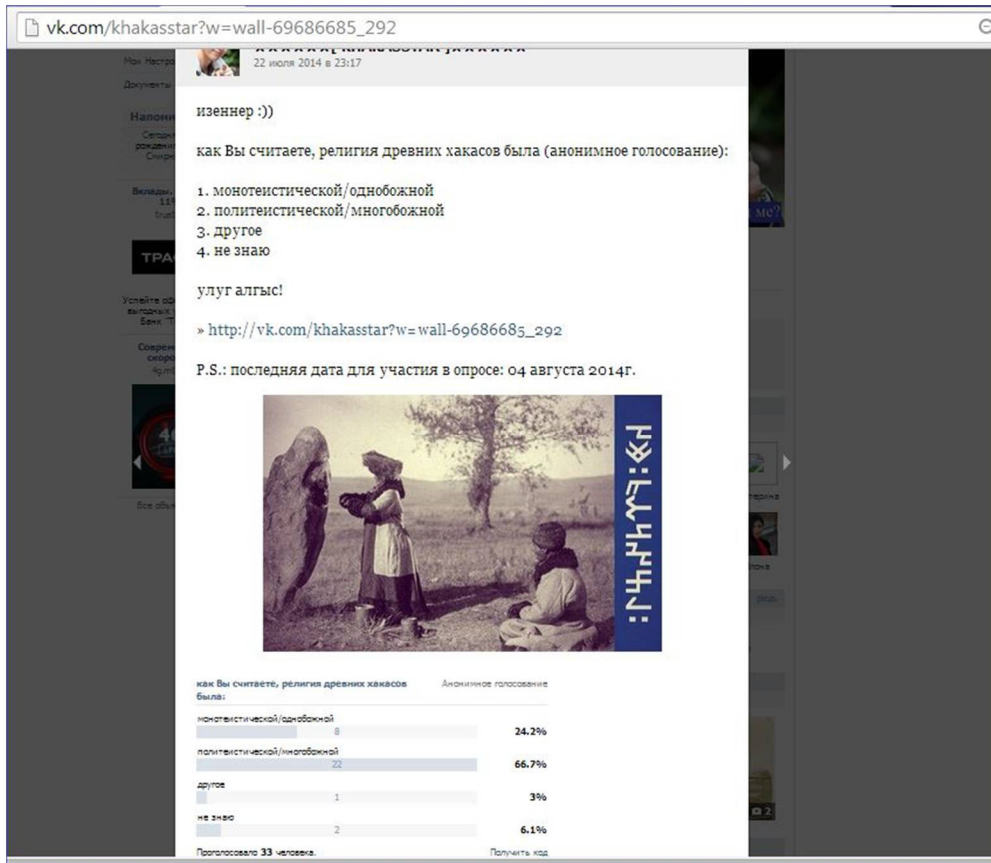 vk.com/khakasstar?w=wall-69686685_292
22 июля 2014 в 23:17
изеннер :))
как Вы считаете, религия древних хакасов была (анонимное голосование):
1. монотеистической/однобожной
2. политеистической/многобожной
3. другое
4. не знаю
улуг алгыс!
» http://vk.com/khakasstar?w=wall-69686685_292
P.S.: последняя дата для участия в опросе: 04 августа 2014г.
как Вы считаете, религия древних хакасов была:
Анонимное голосование
монотеистической/однобожной
8 24.2%
политеистической/многобожной
22 66.7%
другое
1 3%
не знаю
2 6.1%
Проголосовало 33 человека.
Получить код
Документы